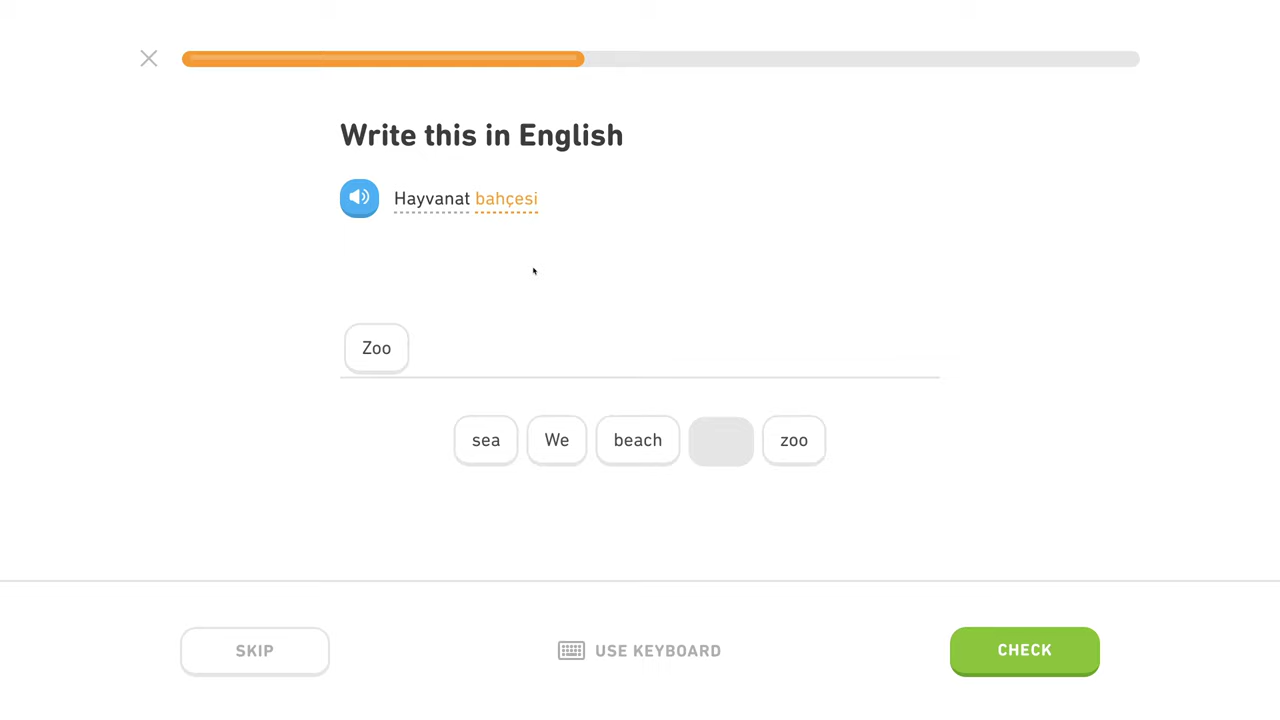 Write this in English
Hayvanat bahçesi
Zoo
sea We beach zoo
SKIP USE KEYBOARD CHECK